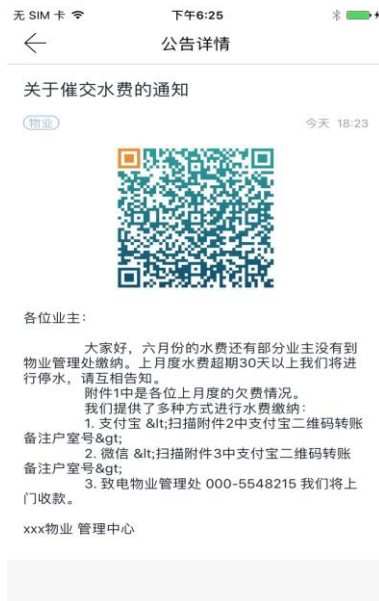 无 SIM 卡
下午6:25
公告详情
关于催交水费的通知
物业
今天 18:23
各位业主：
大家好，六月份的水费还有部分业主没有到
物业管理处缴纳。上月度水费超期30天以上我们将进
行停水，请互相告知。
附件1中是各位上月度的欠费情况。
我们提供了多种方式进行水费缴纳：
1. 支付宝 &lt;扫描附件2中支付宝二维码转账
备注户室号&gt;
2. 微信 &lt;扫描附件3中支付宝二维码转账
备注户室号&gt;
3. 致电物业管理处 000-5548215 我们将上
门收款。
xxx物业 管理中心